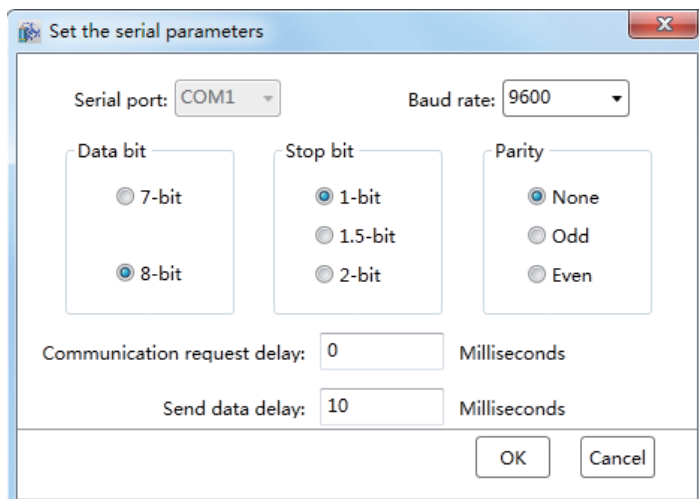 Set the serial parameters
Serial port: COM1 Baud rate: 9600
Data bit Stop bit Parity
7-bit 1-bit None
1.5-bit Odd
8-bit 2-bit Even
Communication request delay: 0 Milliseconds
Send data delay: 10 Milliseconds
OK Cancel